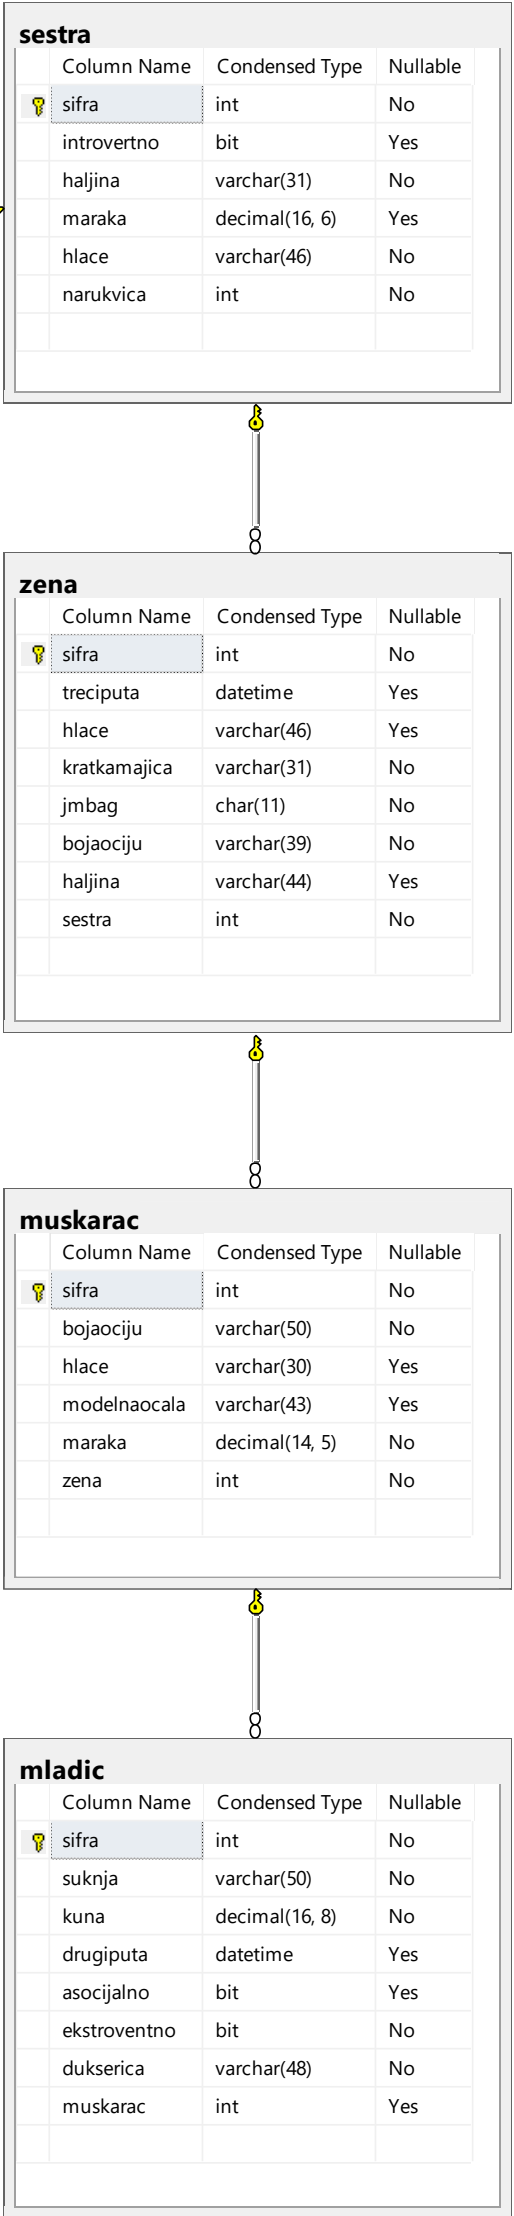 sestra
Column Name Condensed Type Nullable
sifra int No
introvertno bit Yes
haljina varchar(31) No
maraka decimal(16, 6) Yes
hlace varchar(46) No
narukvica int No
zena
Column Name Condensed Type Nullable
sifra int No
treciputa datetime Yes
hlace varchar(46) Yes
kratkamajica varchar(31) No
jmbag char(11) No
bojaociju varchar(39) No
haljina varchar(44) Yes
sestra int No
muskarac
Column Name Condensed Type Nullable
sifra int No
bojaociju varchar(50) No
hlace varchar(30) Yes
modelnaocala varchar(43) Yes
maraka decimal(14, 5) No
zena int No
mladic
Column Name Condensed Type Nullable
sifra int No
suknja varchar(50) No
kuna decimal(16, 8) No
drugiputa datetime Yes
asocijalno bit Yes
ekstroventno bit No
dukserica varchar(48) No
muskarac int Yes